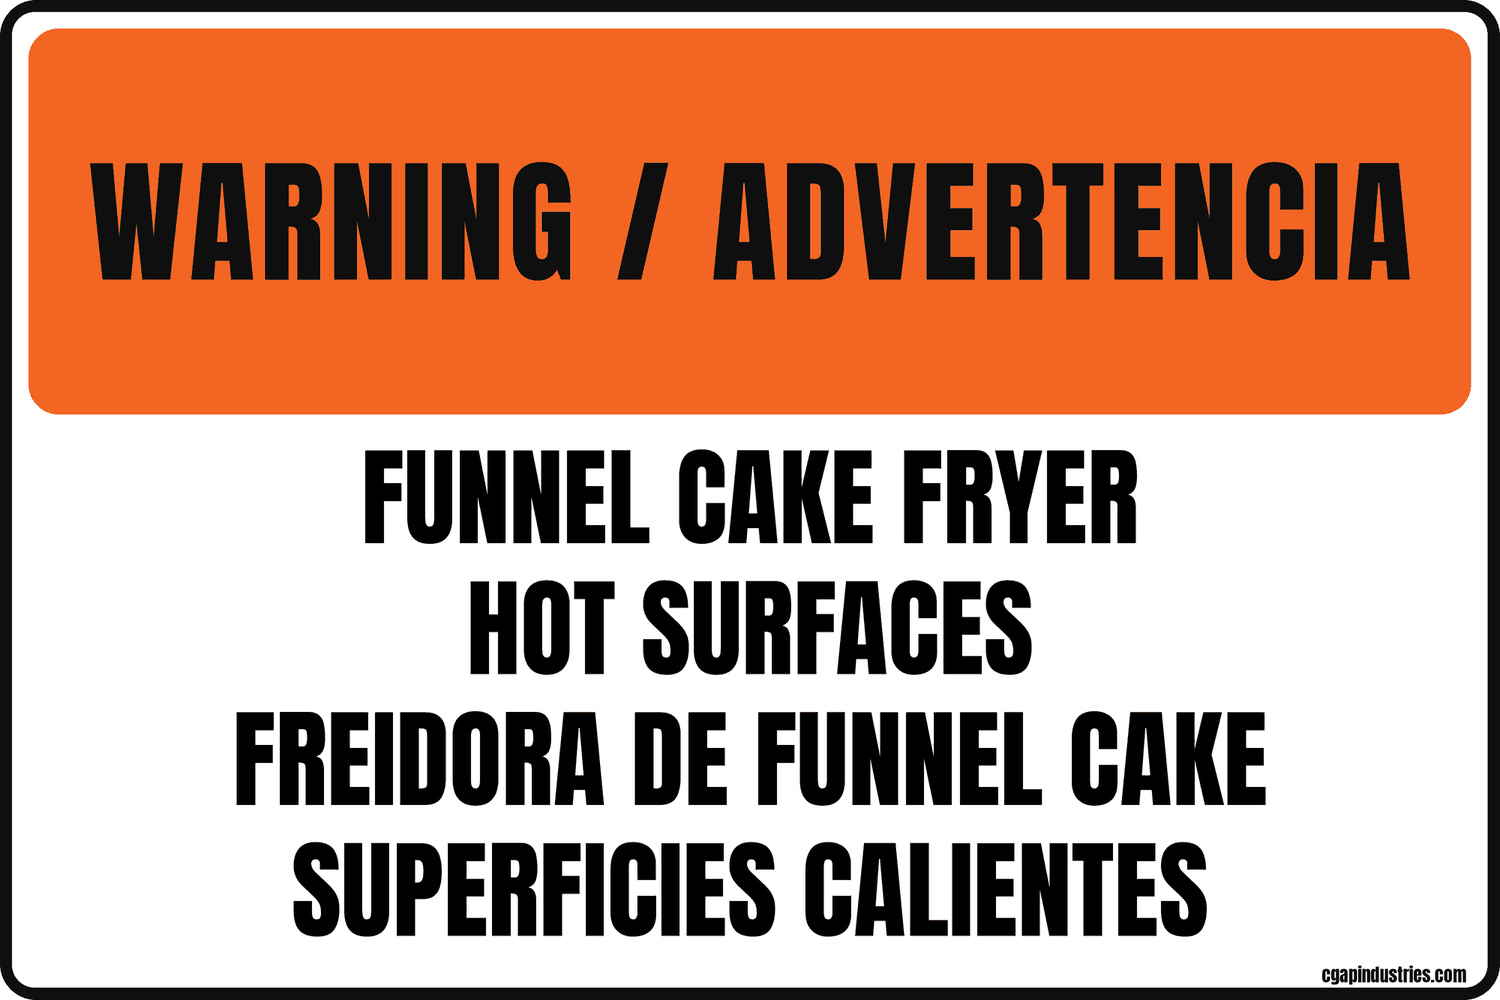 WARNING / ADVERTENCIA
FUNNEL CAKE FRYER
HOT SURFACES
FREIDORA DE FUNNEL CAKE
SUPERFICIES CALIENTES
cgapindustries.com